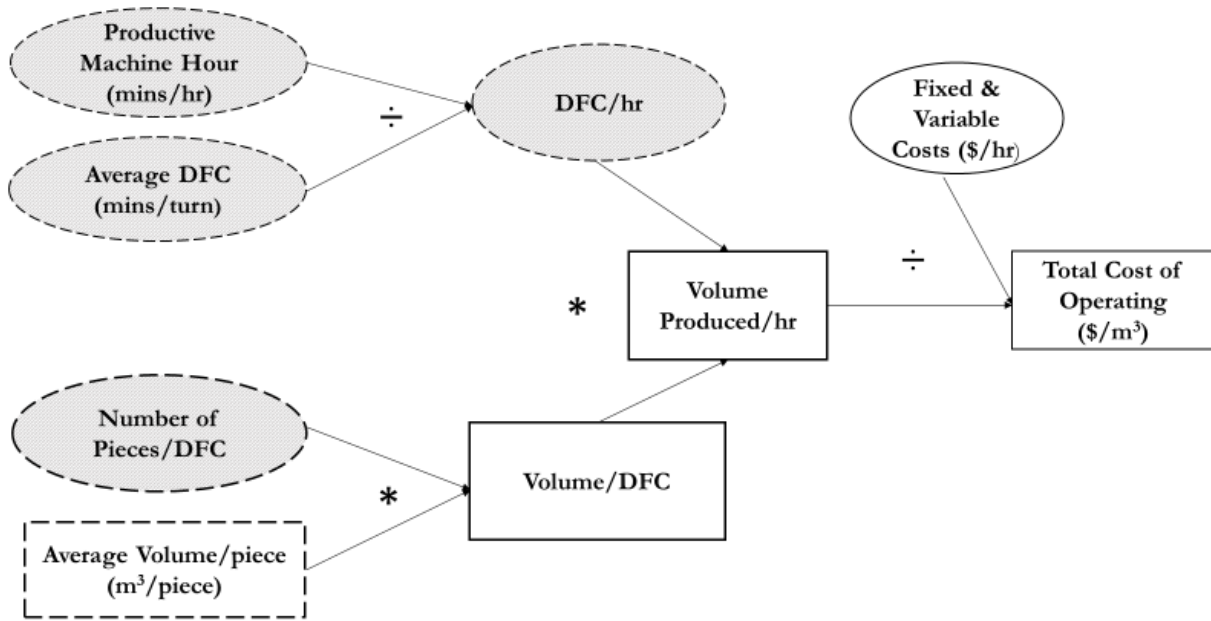 Productive
Machine Hour
(mins/hr)
÷
DFC/hr
Fixed &
Variable
Costs ($/hr)
Average DFC
(mins/turn)
Volume
Produced/hr
*
÷
Total Cost of
Operating
($/m³)
Number of
Pieces/DFC
*
Volume/DFC
Average Volume/piece
(m³/piece)